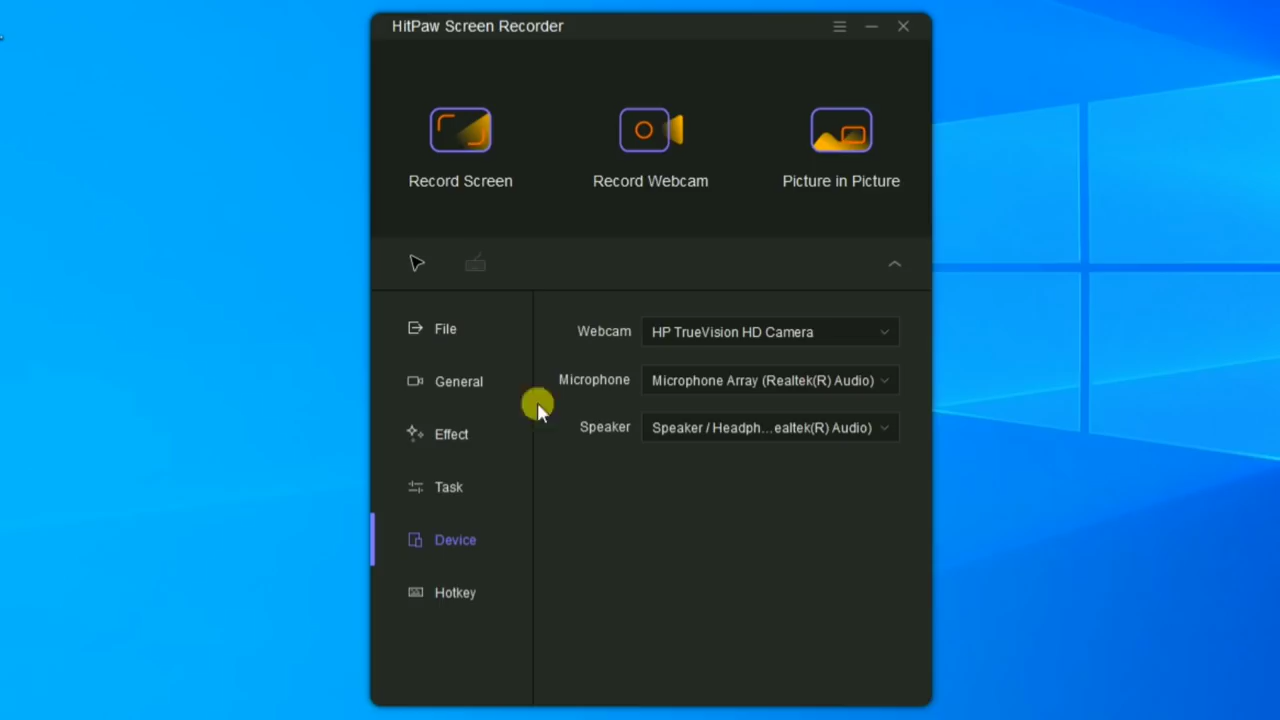 HitPaw Screen Recorder
Record Screen
Record Webcam
Picture in Picture
File
General
Effect
Task
Device
Hotkey
Webcam
HP TrueVision HD Camera
Microphone
Microphone Array (Realtek(R) Audio)
Speaker
Speaker / Headph...ealtek(R) Audio)